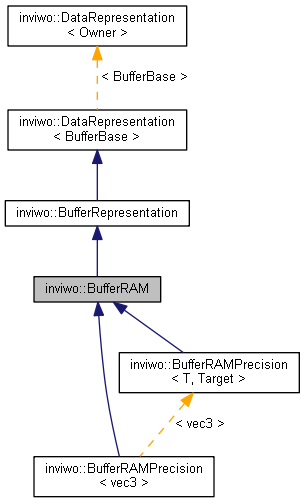 inviwo::DataRepresentation
< Owner >
< BufferBase >
inviwo::DataRepresentation
< BufferBase >
inviwo::BufferRepresentation
inviwo::BufferRAM
inviwo::BufferRAMPrecision
< T, Target >
< vec3 >
inviwo::BufferRAMPrecision
< vec3 >